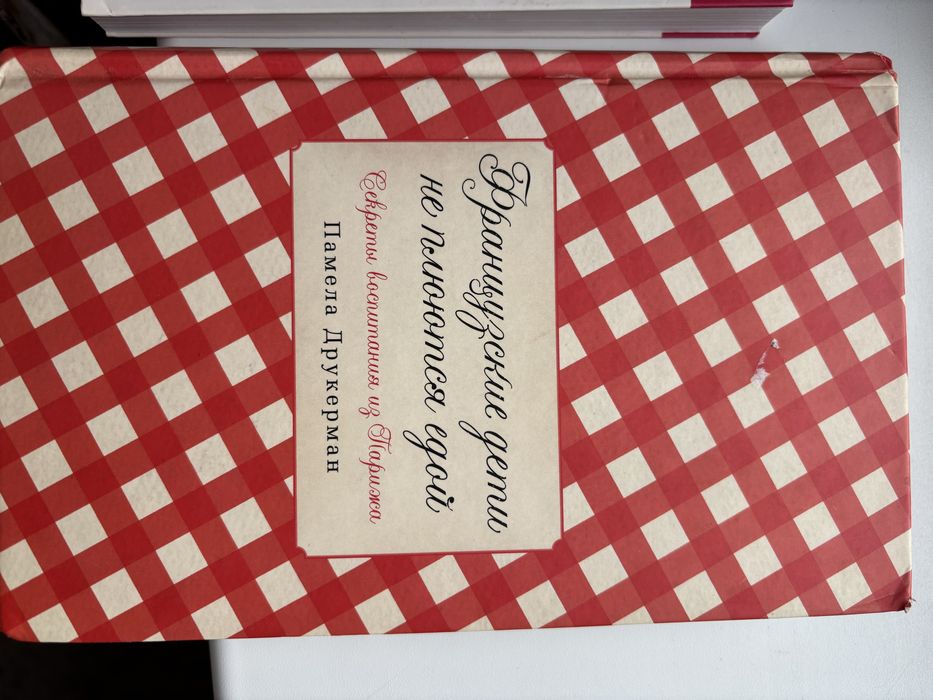 Французские дети
не плюются едой
Секреты воспитания из Парижа
Памела Друкерман